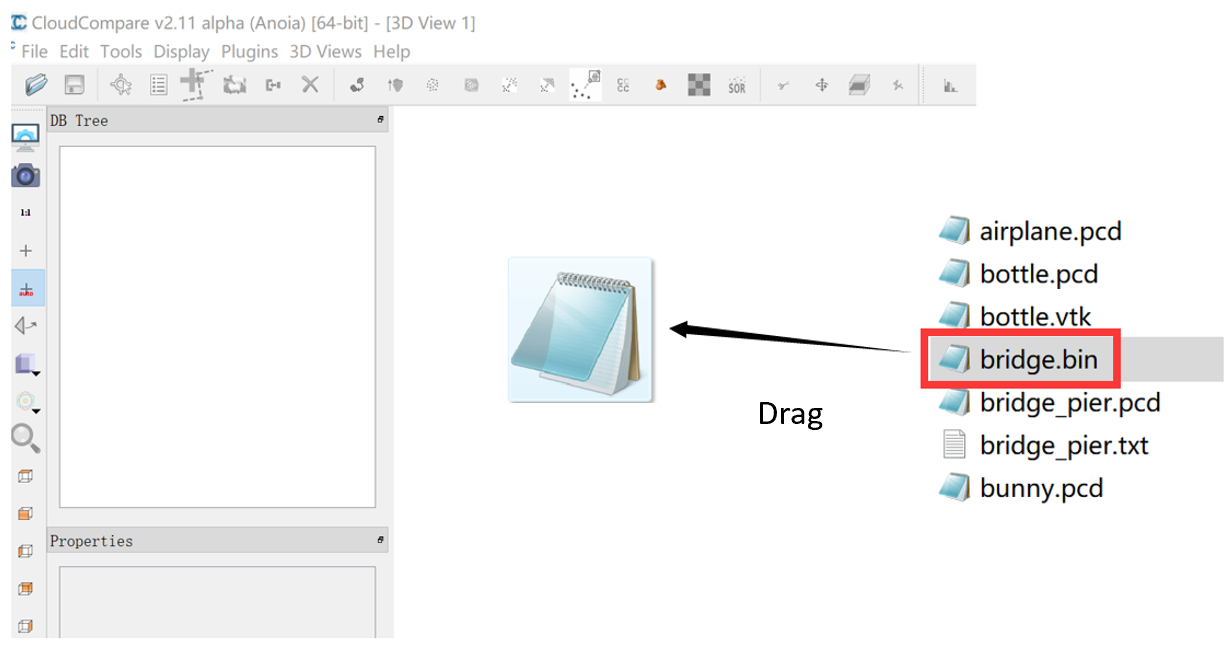 CloudCompare v2.11 alpha (Anoia) [64-bit] - [3D View 1]
File Edit Tools Display Plugins 3D Views Help
SOR
DB Tree
1:1
auto
airplane.pcd
bottle.pcd
bottle.vtk
bridge.bin
bridge_pier.pcd
bridge_pier.txt
bunny.pcd
Drag
Properties